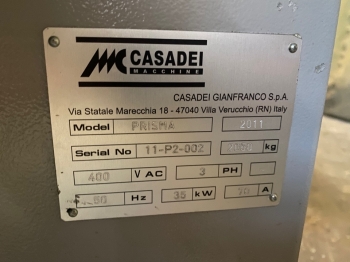 CASADEI
MACCHINE
CASADEI GIANFRANCO S.p.A.
Via Statale Marecchia 18 - 47040 Villa Verucchio (RN) Italy
Model PRISMA 2011
Serial No 11-P2-002 kg
400 V AC 3 PH
50 Hz 35 kW A